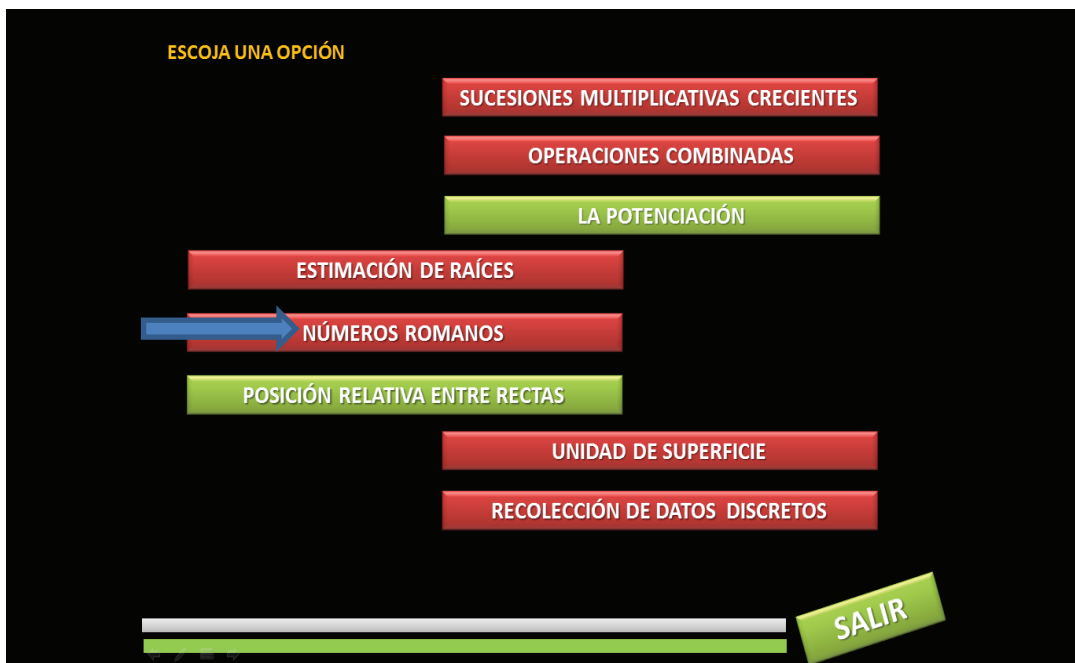 ESCOJA UNA OPCIÓN
SUCESIONES MULTIPLICATIVAS CRECIENTES
OPERACIONES COMBINADAS
LA POTENCIACIÓN
ESTIMACIÓN DE RAÍCES
NÚMEROS ROMANOS
POSICIÓN RELATIVA ENTRE RECTAS
UNIDAD DE SUPERFICIE
RECOLECCIÓN DE DATOS DISCRETOS
SALIR